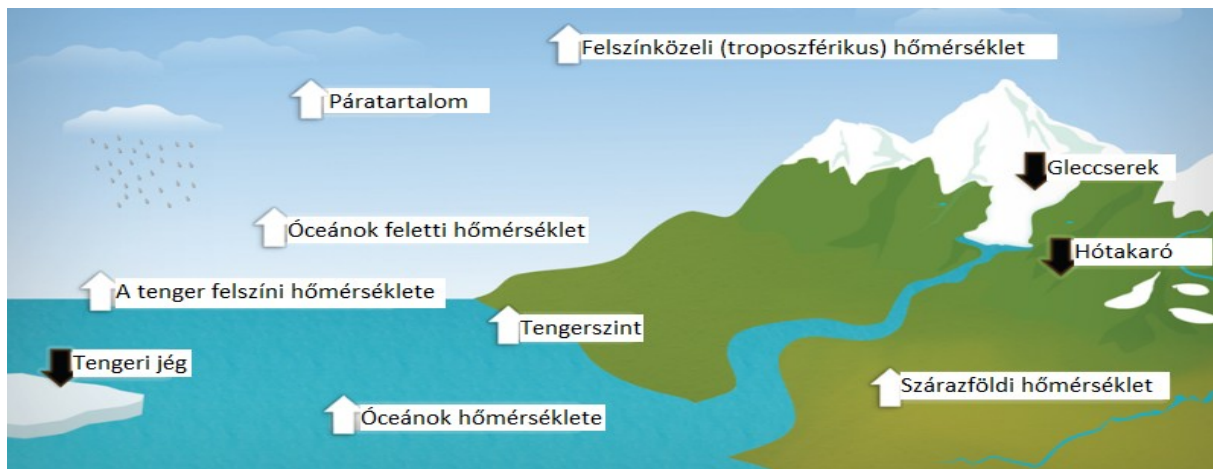 Felszínközeli (troposzférikus) hőmérséklet
Páratartalom
Gleccserek
Óceánok feletti hőmérséklet
Hótakaró
A tenger felszíni hőmérséklete
Tengerszint
Tengeri jég
Szárazföldi hőmérséklet
Óceánok hőmérséklete